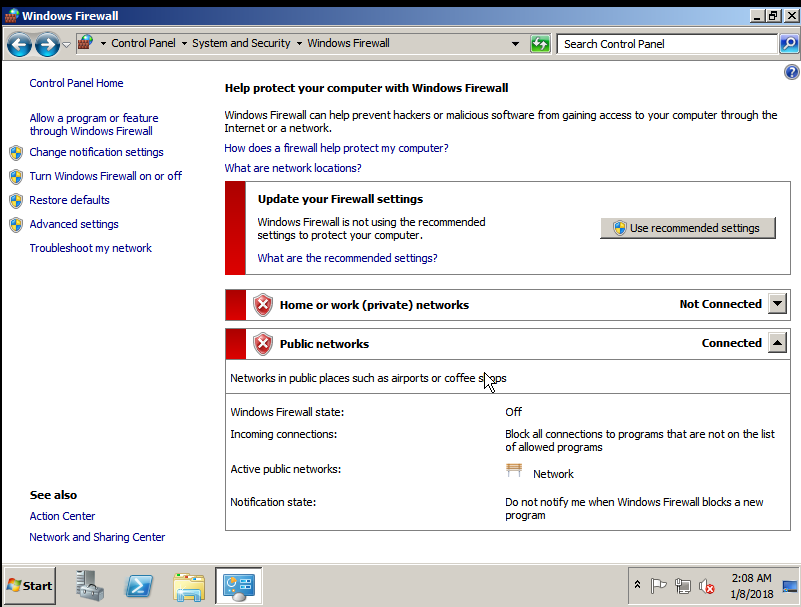 Windows Firewall
Control Panel
System and Security
Windows Firewall
Search Control Panel
Control Panel Home
Allow a program or feature
through Windows Firewall
Change notification settings
Turn Windows Firewall on or off
Restore defaults
Advanced settings
Troubleshoot my network
Help protect your computer with Windows Firewall
Windows Firewall can help prevent hackers or malicious software from gaining access to your computer through the
Internet or a network.
How does a firewall help protect my computer?
What are network locations?
Update your Firewall settings
Windows Firewall is not using the recommended
settings to protect your computer.
Use recommended settings
What are the recommended settings?
Home or work (private) networks
Not Connected
Public networks
Connected
Networks in public places such as airports or coffee shops
Windows Firewall state:
Off
Incoming connections:
Block all connections to programs that are not on the list
of allowed programs
Active public networks:
Network
Notification state:
Do not notify me when Windows Firewall blocks a new
program
See also
Action Center
Network and Sharing Center
Start
2:08 AM
1/8/2018